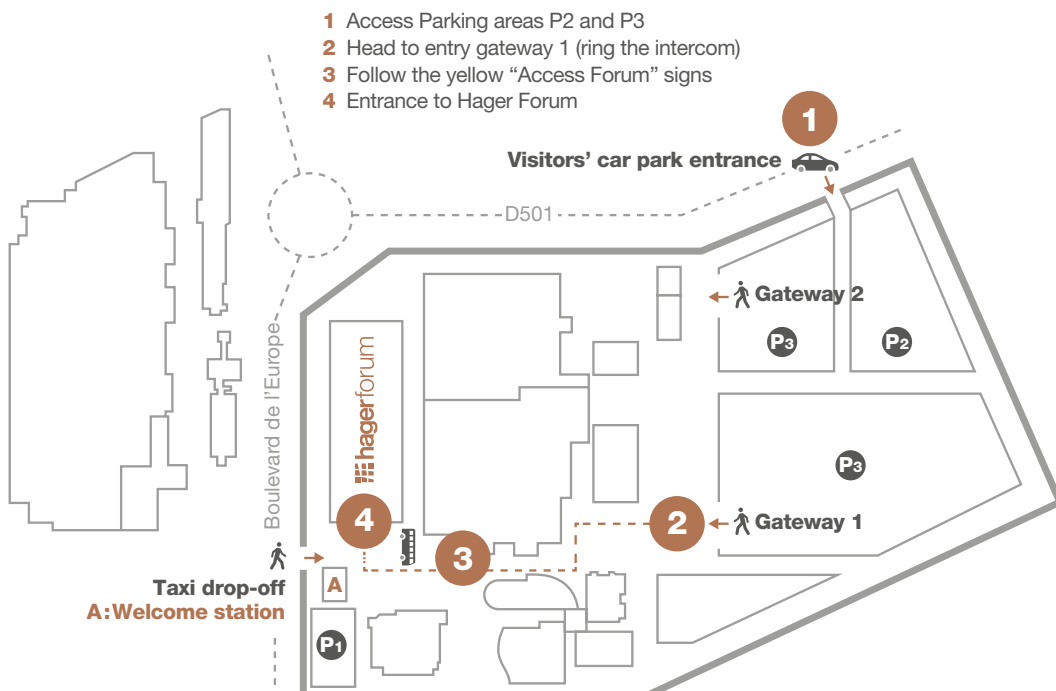 1 Access Parking areas P2 and P3
2 Head to entry gateway 1 (ring the intercom)
3 Follow the yellow “Access Forum” signs
4 Entrance to Hager Forum
1
Visitors’ car park entrance
D501
Gateway 2
P3
P2
Boulevard de l’Europe
hagerforum
P3
4
2
Gateway 1
3
Taxi drop-off
A
A:Welcome station
P1